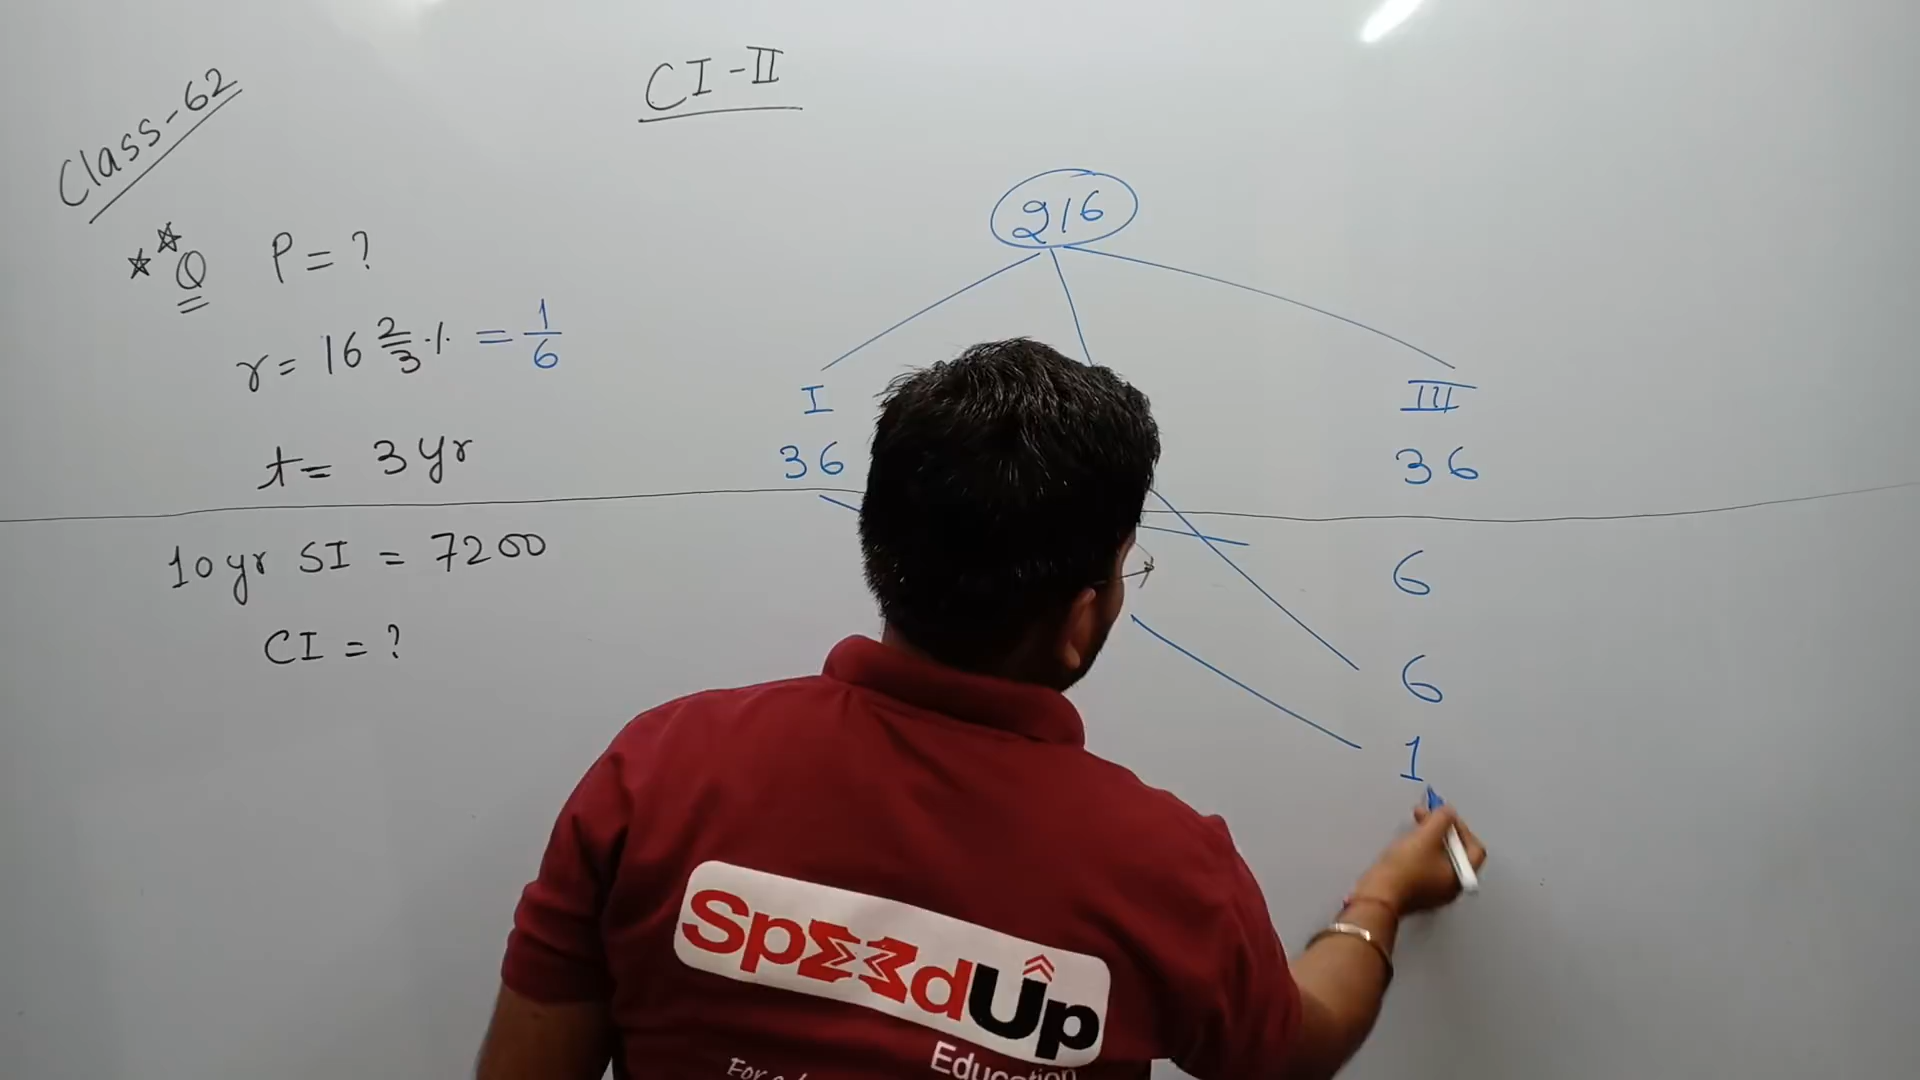 Class-62
CI-II
Q P = ?
r = 16 2/3 % = 1/6
t = 3 yr
10 yr SI = 7200
CI = ?
216
I III
36 36
6
6
1
SpeedUp
Education
For